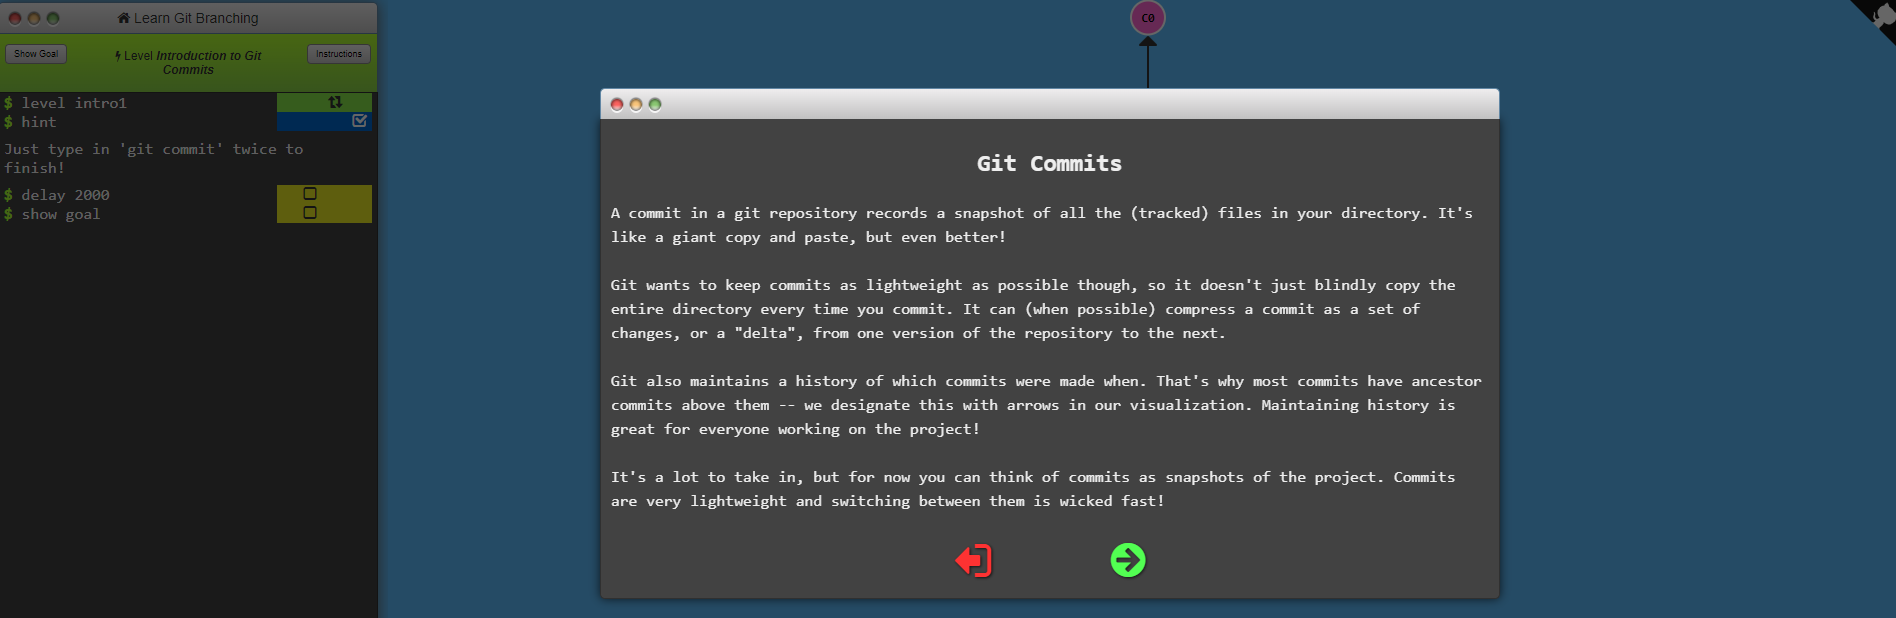 Learn Git Branching
Show Goal
Level Introduction to Git
Commits
Instructions
$ level intro1
$ hint
Just type in 'git commit' twice to
finish!
$ delay 2000
$ show goal
C0
Git Commits
A commit in a git repository records a snapshot of all the (tracked) files in your directory. It's
like a giant copy and paste, but even better!
Git wants to keep commits as lightweight as possible though, so it doesn't just blindly copy the
entire directory every time you commit. It can (when possible) compress a commit as a set of
changes, or a "delta", from one version of the repository to the next.
Git also maintains a history of which commits were made when. That's why most commits have ancestor
commits above them -- we designate this with arrows in our visualization. Maintaining history is
great for everyone working on the project!
It's a lot to take in, but for now you can think of commits as snapshots of the project. Commits
are very lightweight and switching between them is wicked fast!